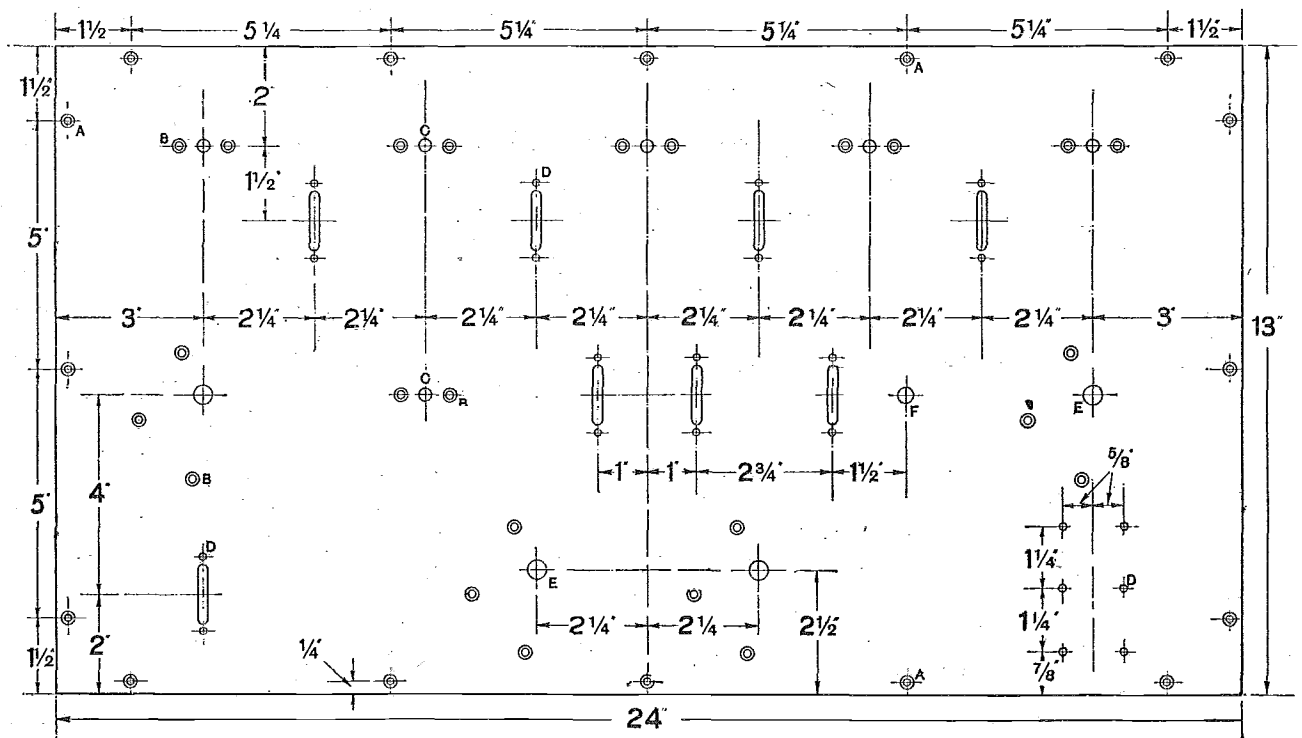 1½ 5¼ 5¼" 5¼" 5¼" 1½"
1½" 2" A
A
B C
1½" D
5"
3" 2¼" 2¼" 2¼" 2¼" 2¼" 2¼" 2¼" 2¼" 3" 13"
C B F E
1" 1" 2¾" 1½" ⅝"
5" 4" B
D E 1¼" D
2¼" 2¼ 2½" 1¼"
1½" 2" ¼" A ⅞"
24"